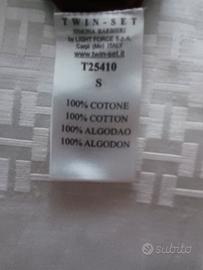 TWIN-SET
SIMONA BARBIERI
by LIGHT FORCE S.p.A.
Carpi (Mo) ITALY
www.twin-set.it
T25410
S
100% COTONE
100% COTTON
100% ALGODAO
100% ALGODON
subito